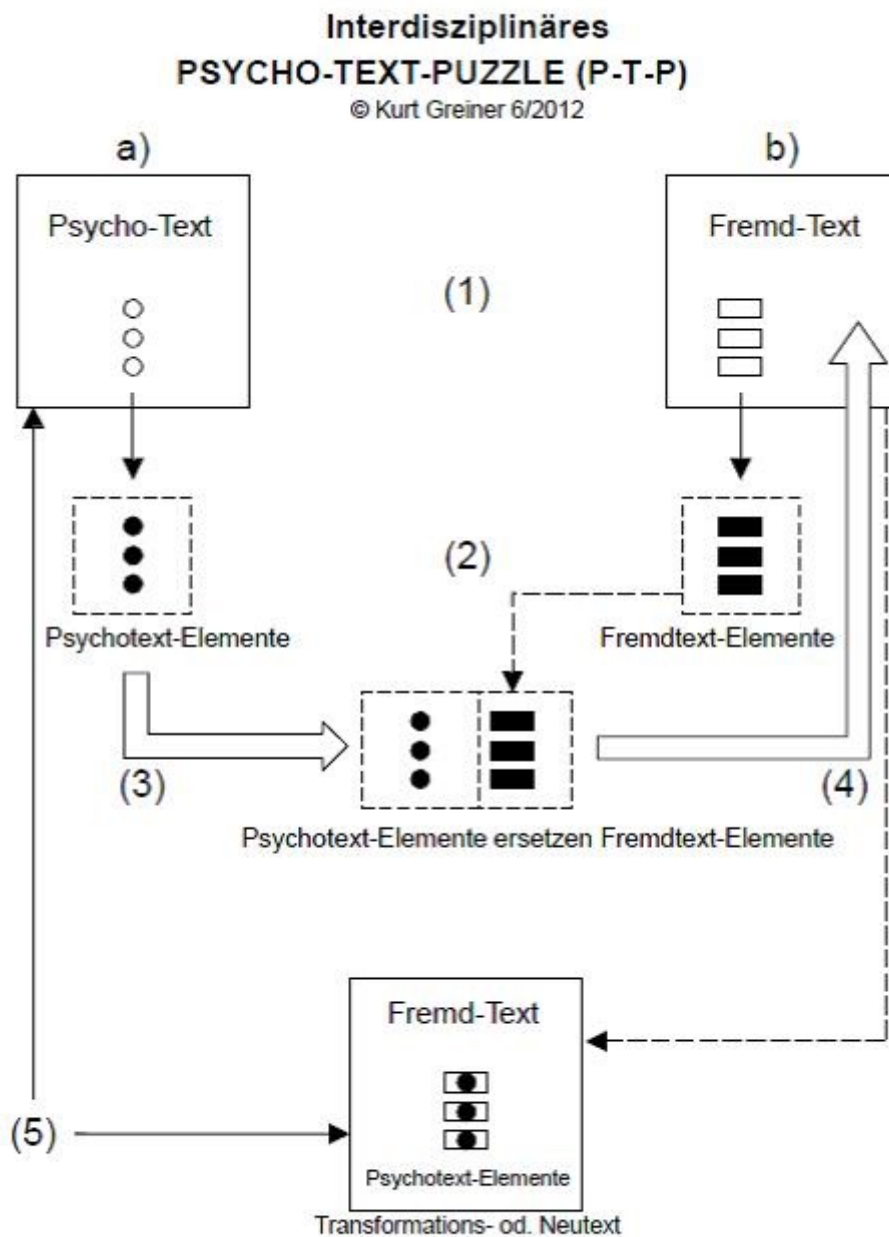 Interdisziplinäres
PSYCHO-TEXT-PUZZLE (P-T-P)
© Kurt Greiner 6/2012
a)
b)
Psycho-Text
Fremd-Text
(1)
(2)
Psychotext-Elemente
Fremdtext-Elemente
(3)
(4)
Psychotext-Elemente ersetzen Fremdtext-Elemente
Fremd-Text
(5)
Psychotext-Elemente
Transformations- od. Neutext